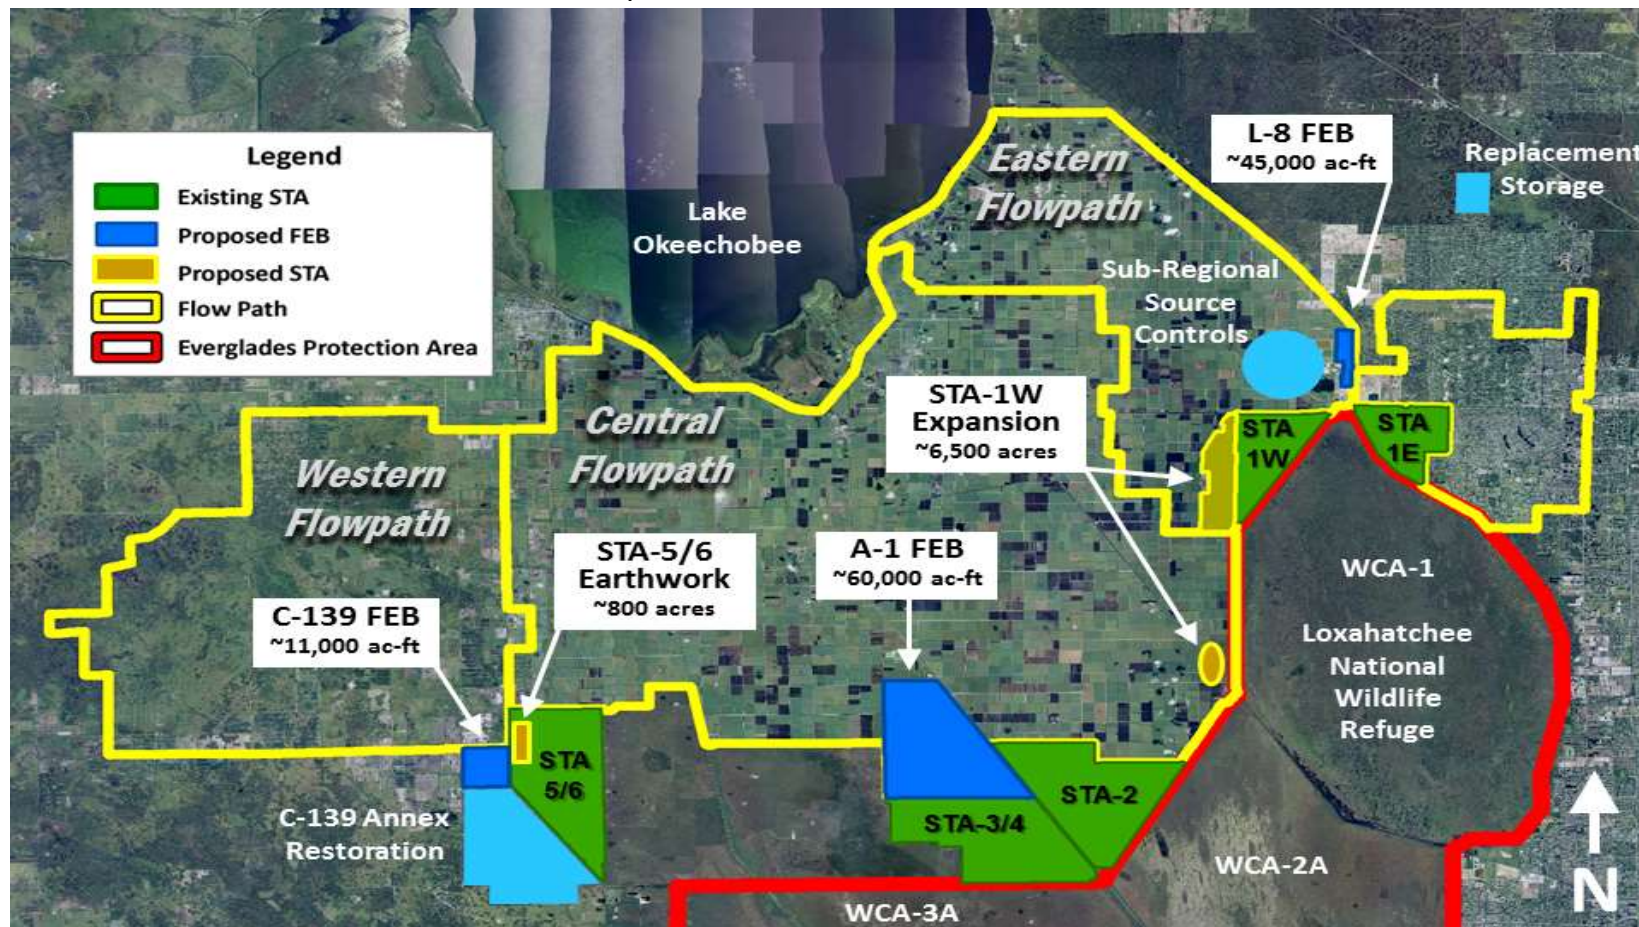 Legend
Existing STA
Proposed FEB
Proposed STA
Flow Path
Everglades Protection Area
Lake
Okeechobee
Eastern
Flowpath
L-8 FEB
~45,000 ac-ft
Replacement
Storage
Sub-Regional
Source
Controls
STA-1W
Expansion
~6,500 acres
STA
1W
STA
1E
Central
Flowpath
Western
Flowpath
STA-5/6
Earthwork
~800 acres
A-1 FEB
~60,000 ac-ft
C-139 FEB
~11,000 ac-ft
WCA-1
Loxahatchee
National
Wildlife
Refuge
STA
5/6
STA-2
STA-3/4
C-139 Annex
Restoration
WCA-2A
WCA-3A
N